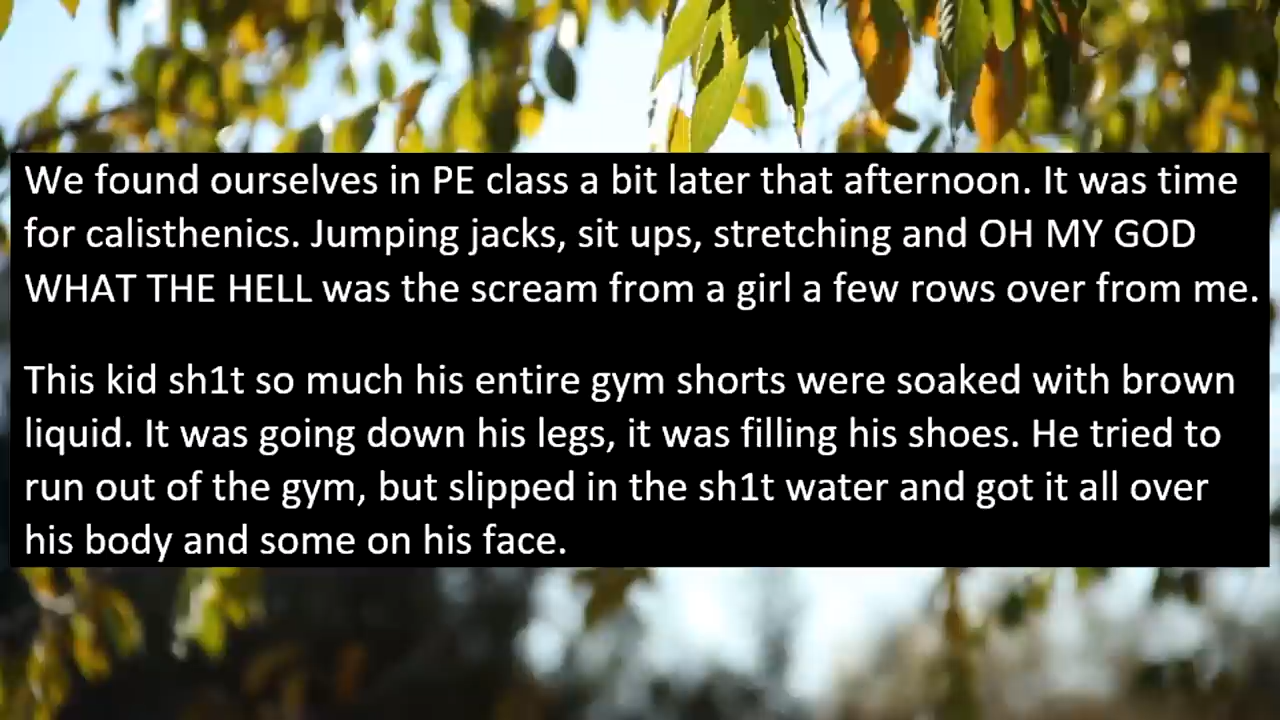 We found ourselves in PE class a bit later that afternoon. It was time
for calisthenics. Jumping jacks, sit ups, stretching and OH MY GOD
WHAT THE HELL was the scream from a girl a few rows over from me.
This kid sh1t so much his entire gym shorts were soaked with brown
liquid. It was going down his legs, it was filling his shoes. He tried to
run out of the gym, but slipped in the sh1t water and got it all over
his body and some on his face.